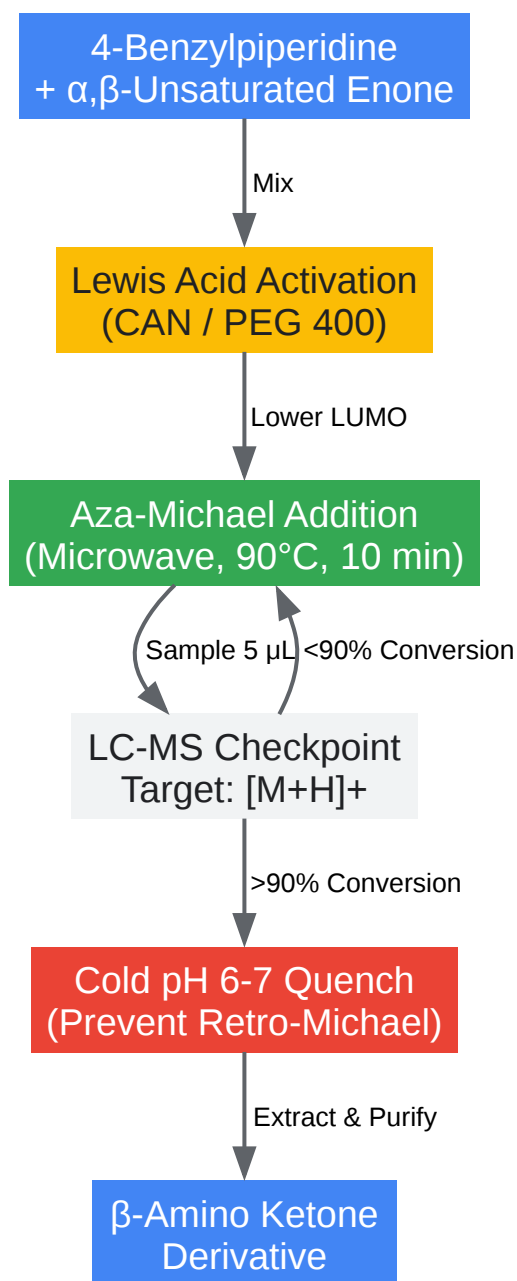 4-Benzylpiperidine
+ α,β-Unsaturated Enone
Mix
Lewis Acid Activation
(CAN / PEG 400)
Lower LUMO
Aza-Michael Addition
(Microwave, 90°C, 10 min)
Sample 5 μL
<90% Conversion
LC-MS Checkpoint
Target: [M+H]+
>90% Conversion
Cold pH 6-7 Quench
(Prevent Retro-Michael)
Extract & Purify
β-Amino Ketone
Derivative